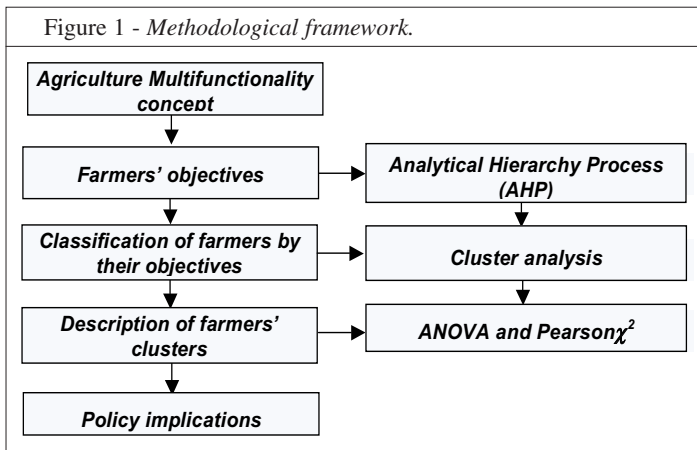 Figure 1 - Methodological framework.
Agriculture Multifunctionality
concept
Farmers' objectives
Analytical Hierarchy Process
(AHP)
Classification of farmers by
their objectives
Cluster analysis
Description of farmers'
clusters
ANOVA and Pearsonχ²
Policy implications